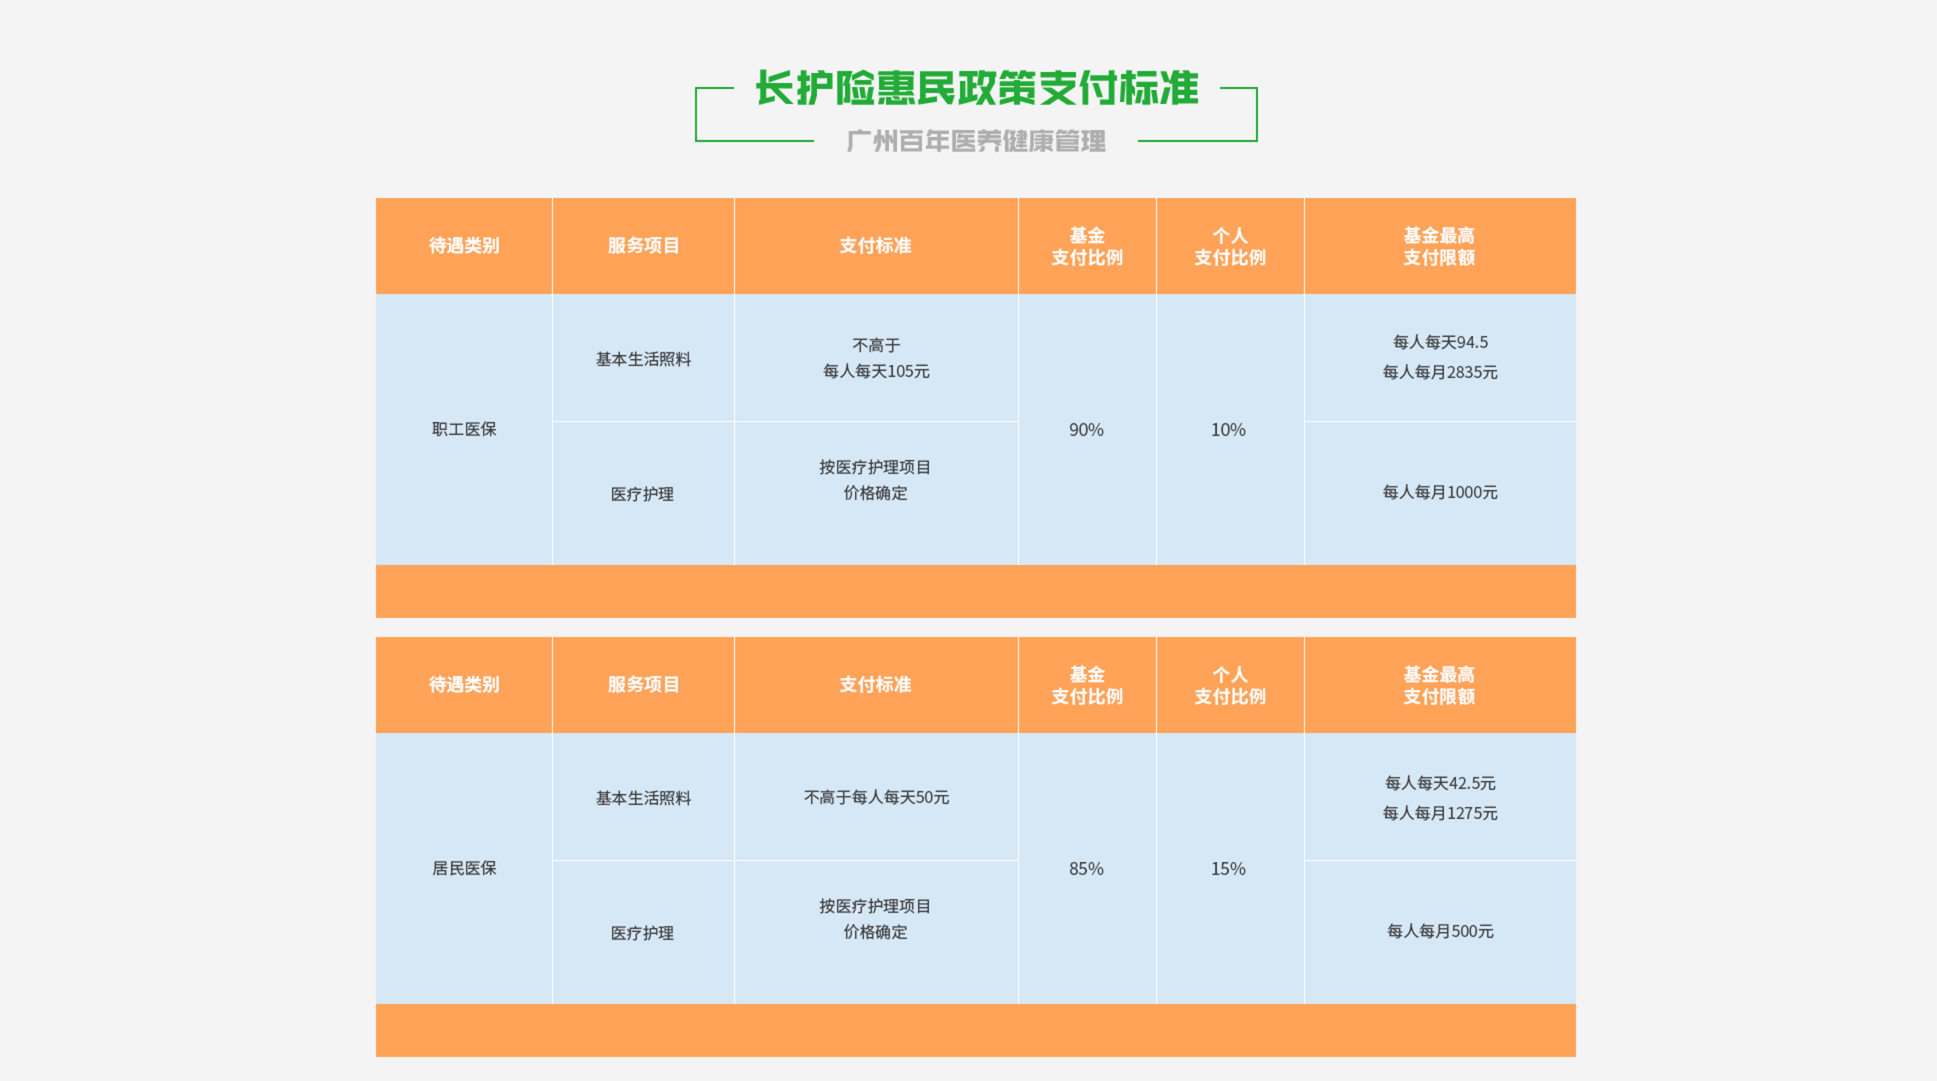 长护险惠民政策支付标准
广州百年医养健康管理
待遇类别
服务项目
支付标准
基金
支付比例
个人
支付比例
基金最高
支付限额
职工医保
基本生活照料
不高于
每人每天105元
90%
10%
每人每天94.5
每人每月2835元
医疗护理
按医疗护理项目
价格确定
每人每月1000元
待遇类别
服务项目
支付标准
基金
支付比例
个人
支付比例
基金最高
支付限额
居民医保
基本生活照料
不高于每人每天50元
85%
15%
每人每天42.5元
每人每月1275元
医疗护理
按医疗护理项目
价格确定
每人每月500元